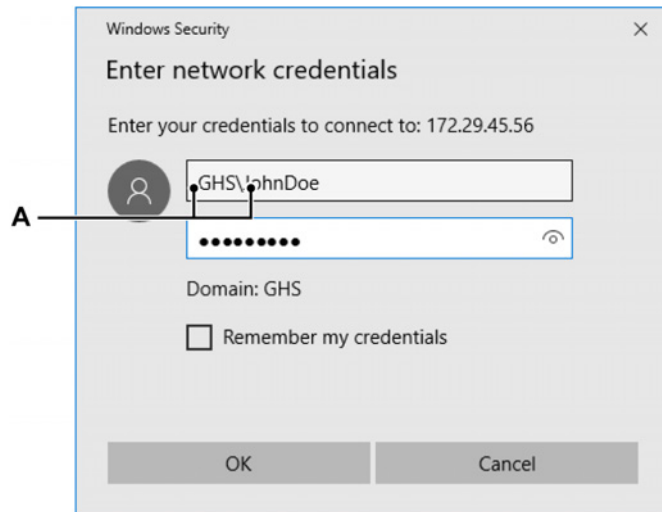 Windows Security
Enter network credentials
Enter your credentials to connect to: 172.29.45.56
GHS\JohnDoe
A
•••••••••
Domain: GHS
Remember my credentials
OK
Cancel